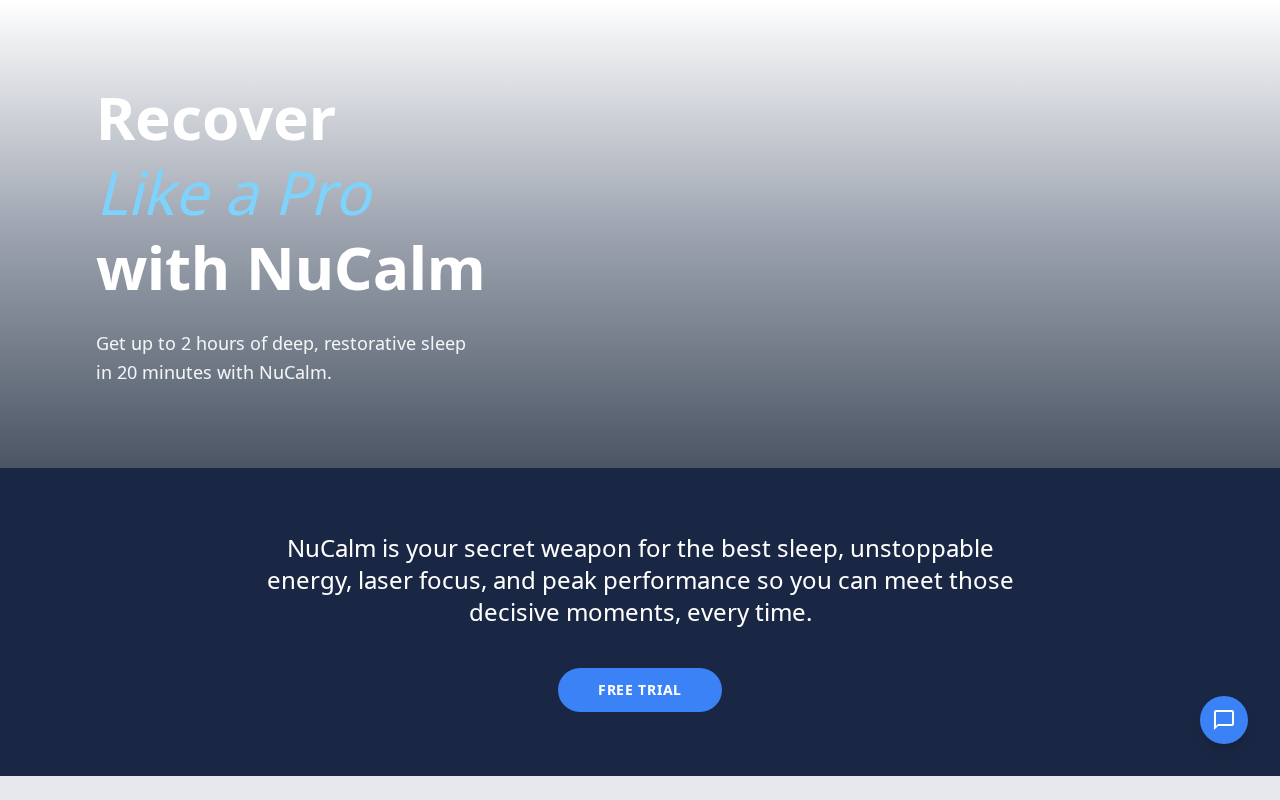 Recover
Like a Pro
with NuCalm
Get up to 2 hours of deep, restorative sleep
in 20 minutes with NuCalm.
NuCalm is your secret weapon for the best sleep, unstoppable
energy, laser focus, and peak performance so you can meet those
decisive moments, every time.
FREE TRIAL